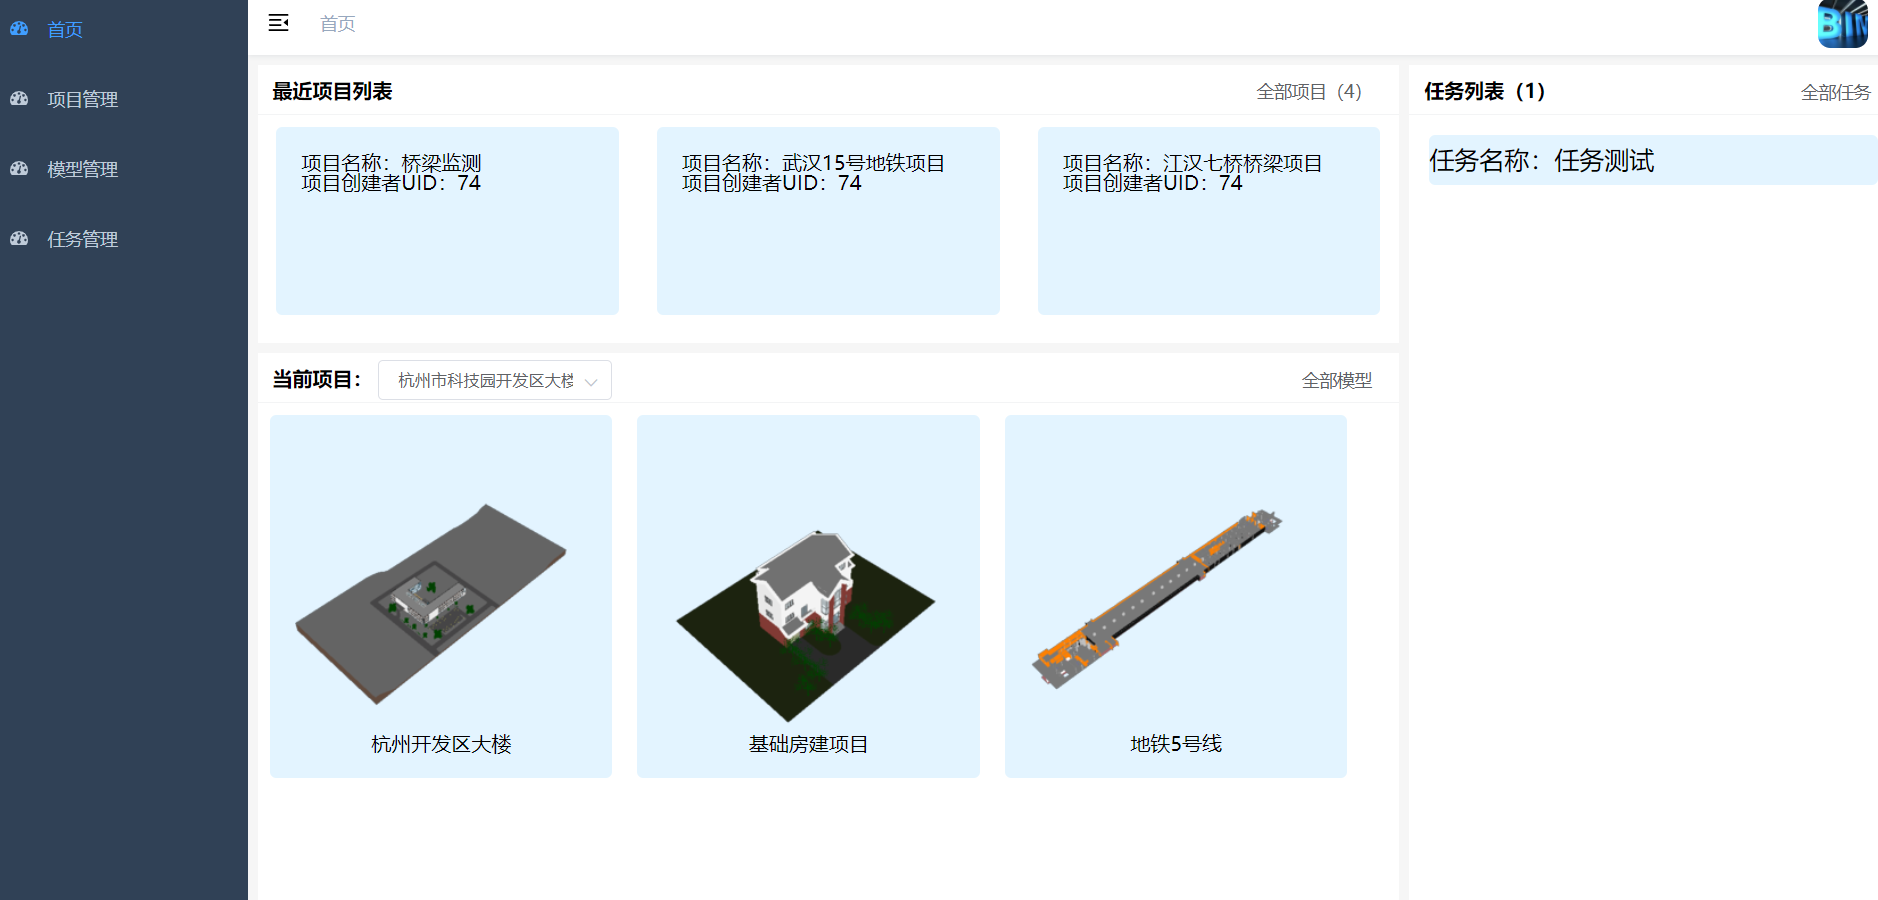 首页
项目管理
模型管理
任务管理
首页
BIM
最近项目列表
全部项目（4）
项目名称：桥梁监测
项目创建者UID：74
项目名称：武汉15号地铁项目
项目创建者UID：74
项目名称：江汉七桥桥梁项目
项目创建者UID：74
当前项目：
杭州市科技园开发区大楼
全部模型
杭州开发区大楼
基础房建项目
地铁5号线
任务列表（1）
全部任务
任务名称：任务测试